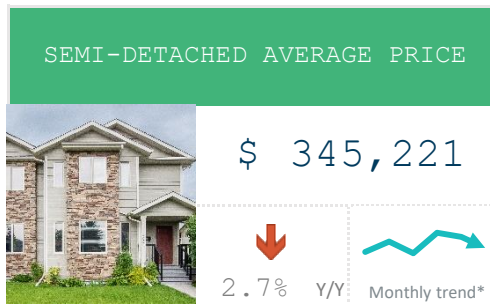 SEMI-DETACHED AVERAGE PRICE
$ 345,221
2.7% Y/Y
Monthly trend*